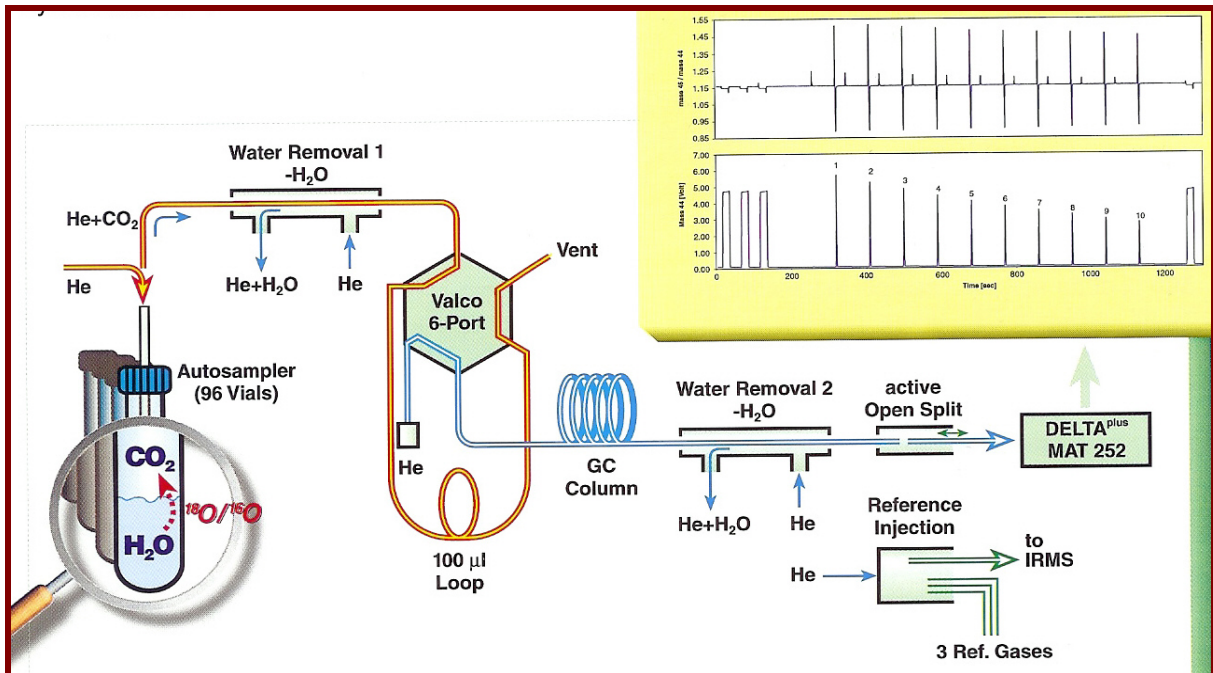 Water Removal 1
-H₂O
He+CO₂
He
He+H₂O
He
Vent
Valco
6-Port
Autosampler
(96 Vials)
CO₂
¹⁸O/¹⁶O
H₂O
He
100 µl
Loop
GC
Column
Water Removal 2
-H₂O
He+H₂O
He
active
Open Split
DELTAplus
MAT 252
Reference
Injection
He
to
IRMS
3 Ref. Gases
mass 45 / mass 44
1.55
1.45
1.35
1.25
1.15
1.05
0.95
0.85
Mass 44 [Volt]
7.00
6.00
5.00
4.00
3.00
2.00
1.00
0.00
1 2 3 4 5 6 7 8 9 10
0 200 400 600 800 1000 1200
Time [sec]